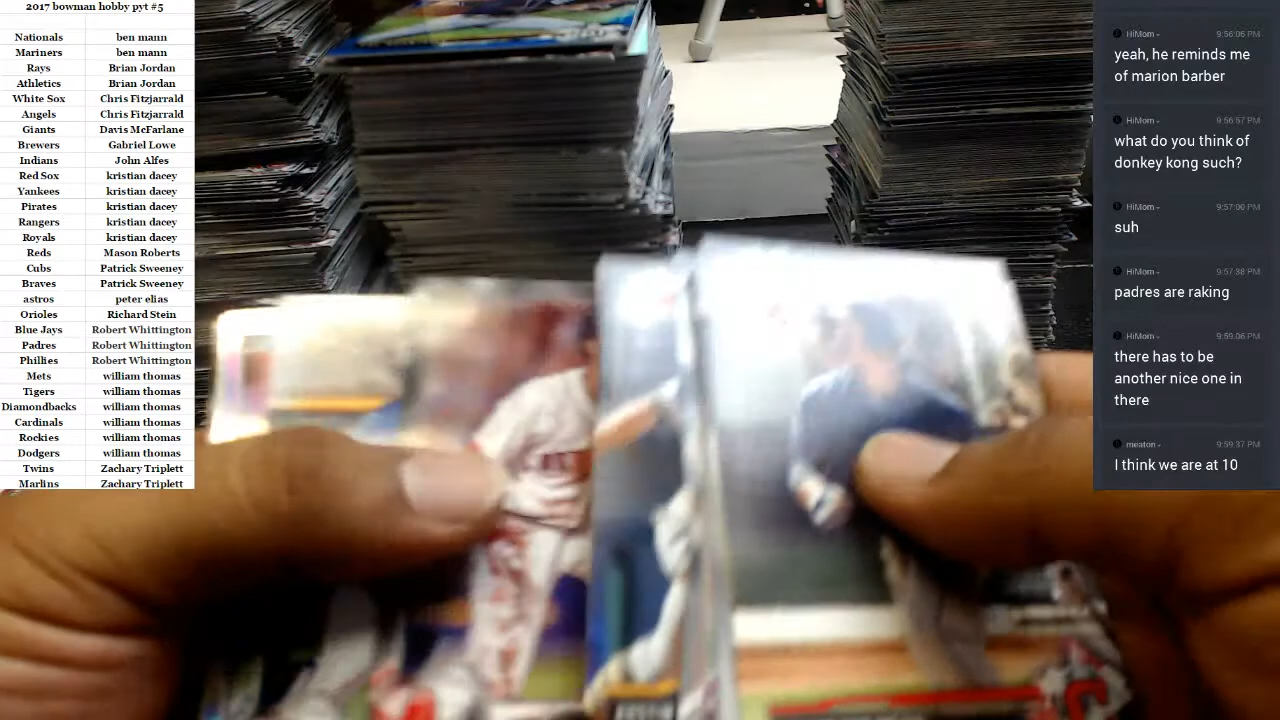 2017 bowman hobby pyt #5
Nationals ben mann
Mariners ben mann
Rays Brian Jordan
Athletics Brian Jordan
White Sox Chris Fitzjarrald
Angels Chris Fitzjarrald
Giants Davis McFarlane
Brewers Gabriel Lowe
Indians John Alfes
Red Sox kristian dacey
Yankees kristian dacey
Pirates kristian dacey
Rangers kristian dacey
Royals kristian dacey
Reds Mason Roberts
Cubs Patrick Sweeney
Braves Patrick Sweeney
astros peter elias
Orioles Richard Stein
Blue Jays Robert Whittington
Padres Robert Whittington
Phillies Robert Whittington
Mets william thomas
Tigers william thomas
Diamondbacks william thomas
Cardinals william thomas
Rockies william thomas
Dodgers william thomas
Twins Zachary Triplett
Marlins Zachary Triplett
HiMom 9:56:06 PM
yeah, he reminds me
of marion barber
HiMom 9:56:57 PM
what do you think of
donkey kong such?
HiMom 9:57:00 PM
suh
HiMom 9:57:38 PM
padres are raking
HiMom 9:59:06 PM
there has to be
another nice one in
there
meaton 9:59:37 PM
I think we are at 10